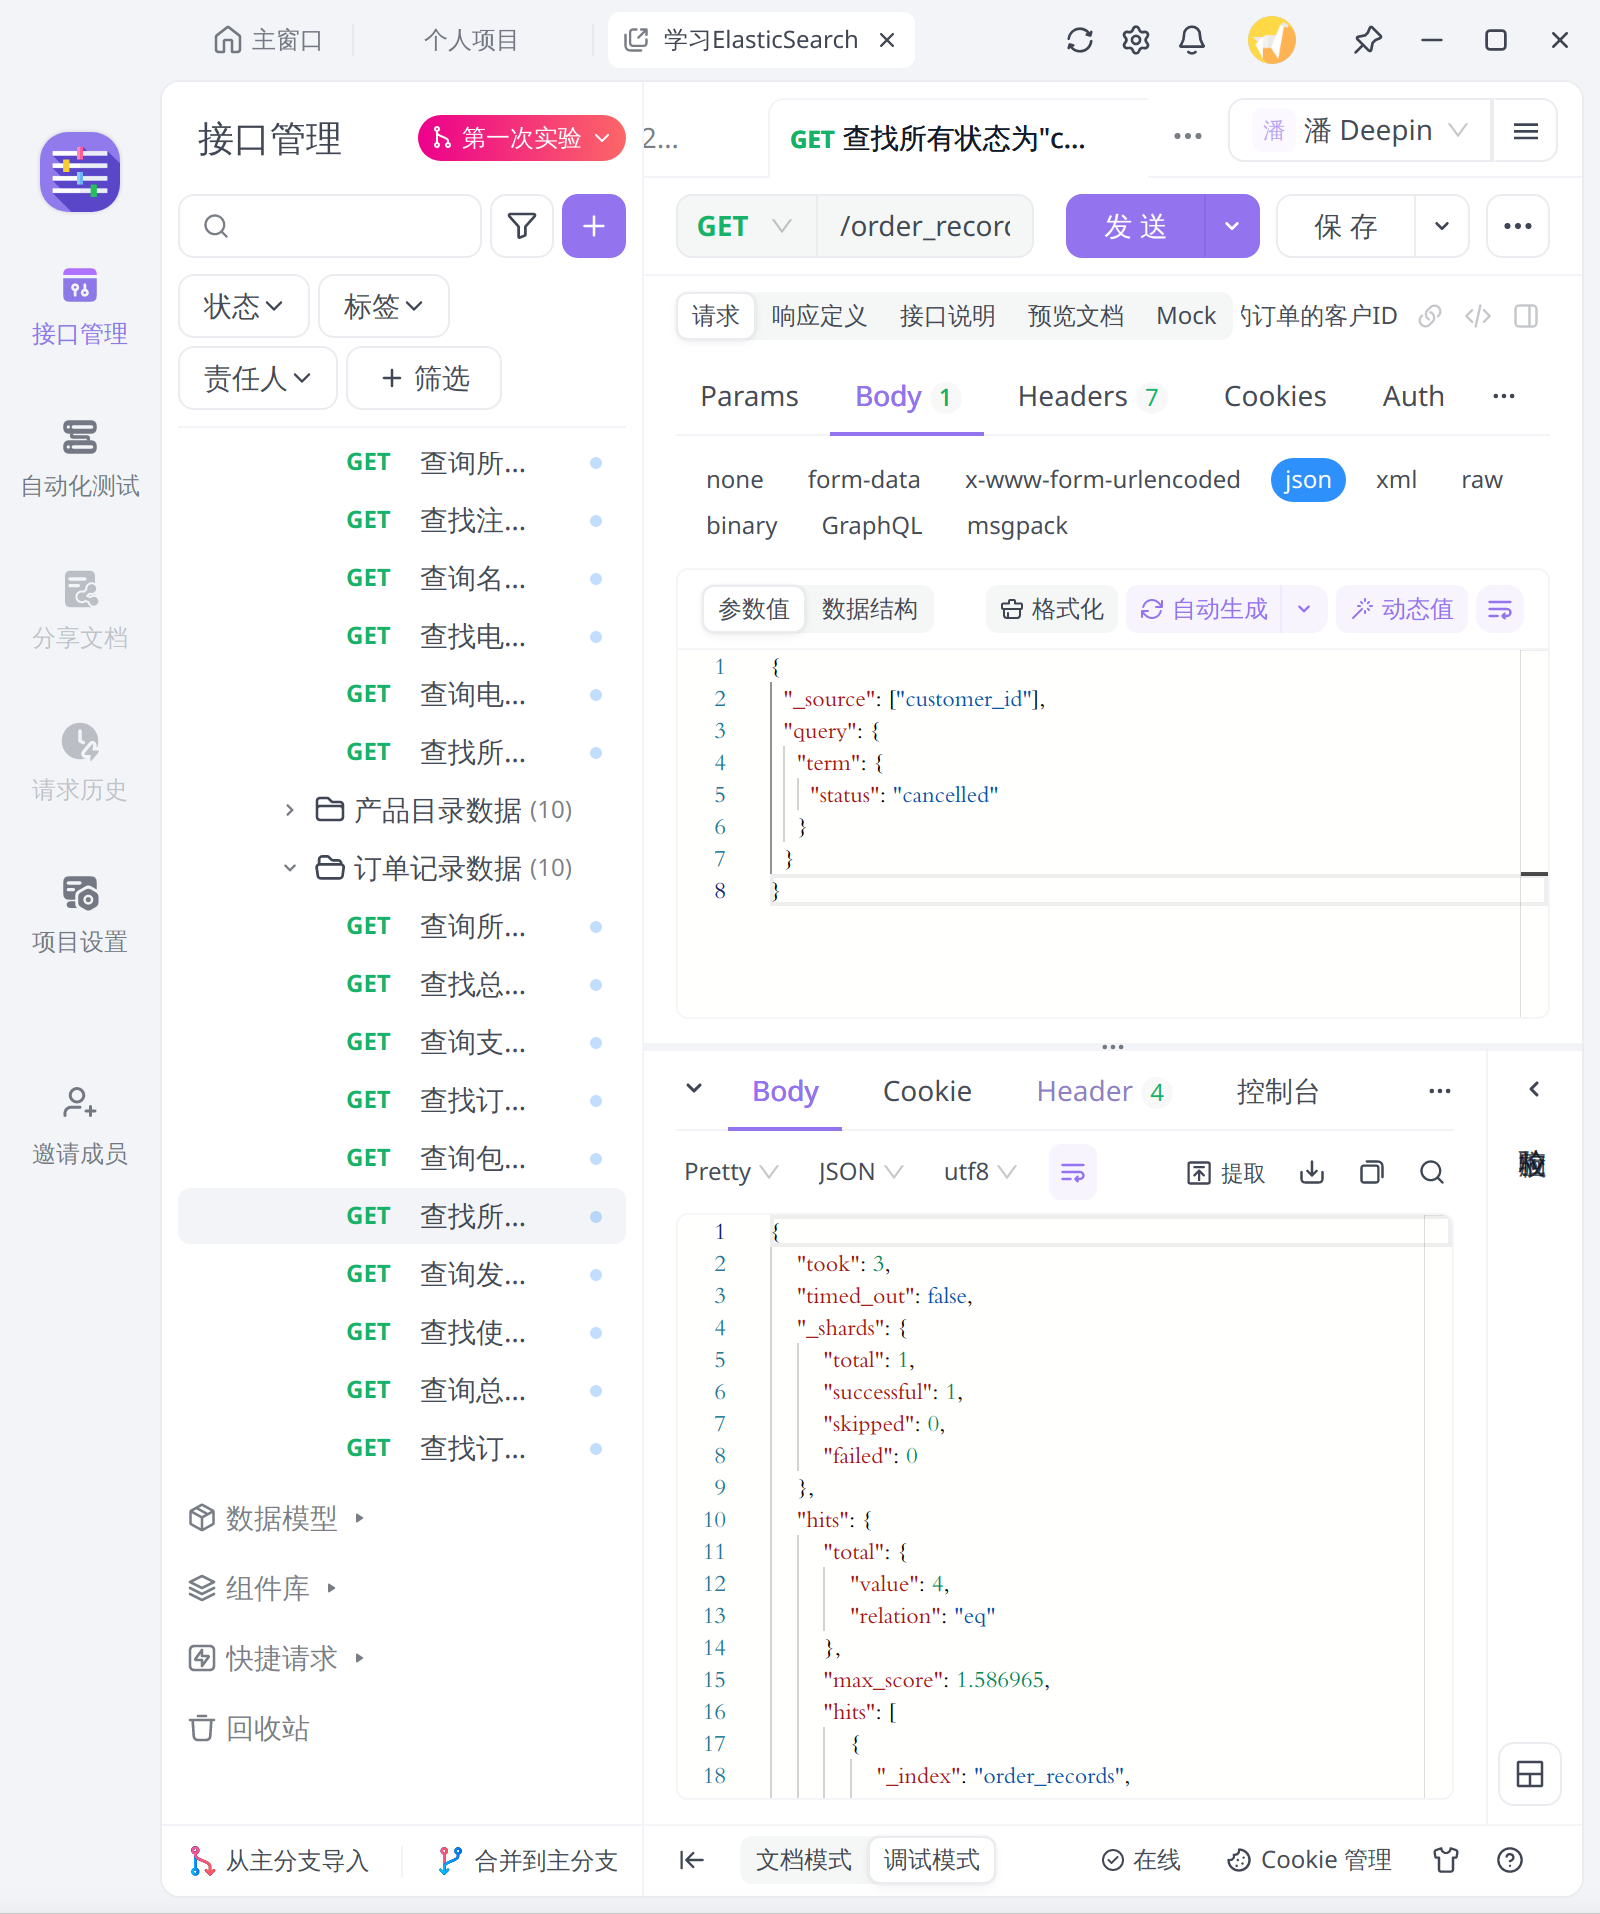 主窗口
个人项目
学习ElasticSearch
接口管理
自动化测试
分享文档
请求历史
项目设置
邀请成员
接口管理
第一次实验
状态
标签
责任人
筛选
GET 查询所...
GET 查找注...
GET 查询名...
GET 查找电...
GET 查询电...
GET 查找所...
产品目录数据 (10)
订单记录数据 (10)
GET 查询所...
GET 查找总...
GET 查询支...
GET 查找订...
GET 查询包...
GET 查找所...
GET 查询发...
GET 查找使...
GET 查询总...
GET 查找订...
数据模型
组件库
快捷请求
回收站
从主分支导入
合并到主分支
2...
GET 查找所有状态为"c...
潘 潘 Deepin
GET /order_record
发 送
保 存
请求 响应定义 接口说明 预览文档 Mock 的订单的客户ID
Params Body 1 Headers 7 Cookies Auth
none form-data x-www-form-urlencoded json xml raw
binary GraphQL msgpack
参数值 数据结构 格式化 自动生成 动态值
1 {
2 "_source": ["customer_id"],
3 "query": {
4 "term": {
5 "status": "cancelled"
6 }
7 }
8 }
Body Cookie Header 4 控制台
Pretty JSON utf8 提取
1 {
2 "took": 3,
3 "timed_out": false,
4 "_shards": {
5 "total": 1,
6 "successful": 1,
7 "skipped": 0,
8 "failed": 0
9 },
10 "hits": {
11 "total": {
12 "value": 4,
13 "relation": "eq"
14 },
15 "max_score": 1.586965,
16 "hits": [
17 {
18 "_index": "order_records",
文档模式 调试模式 在线 Cookie 管理